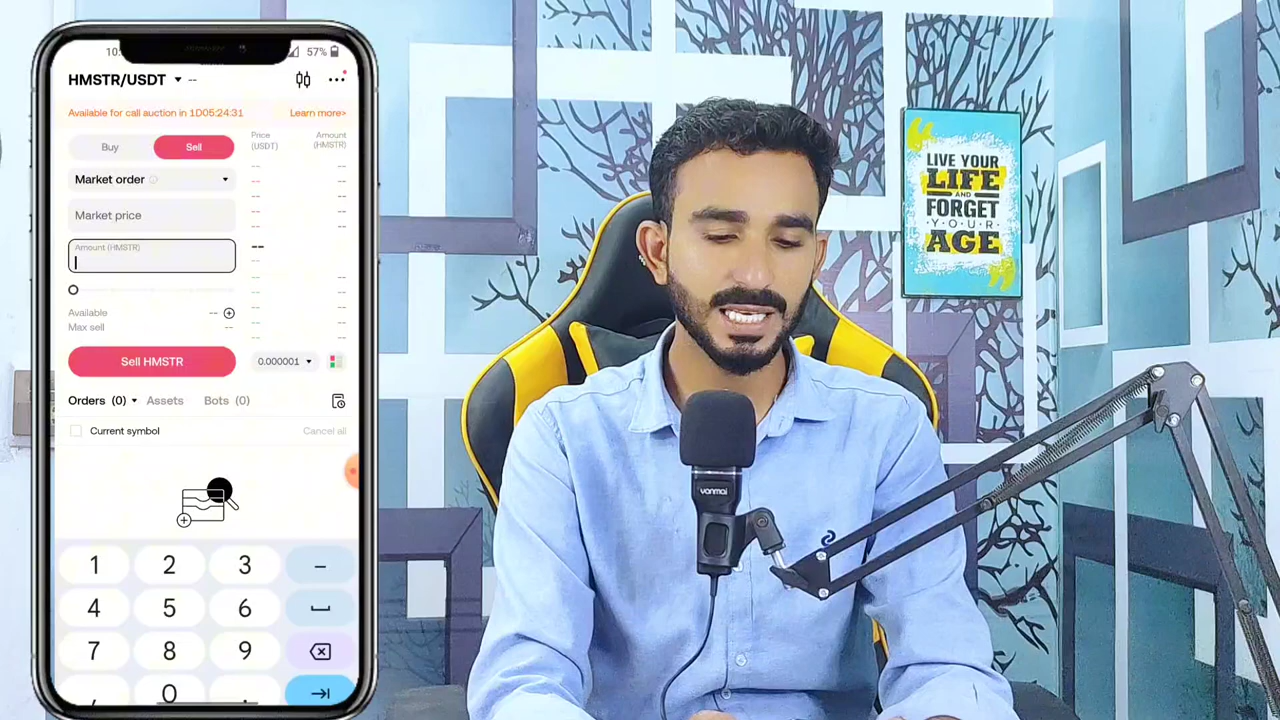 10:
57%
HMSTR/USDT
--
Available for call auction in 1D05:24:31
Learn more>
Buy
Sell
Price
(USDT)
Amount
(HMSTR)
Market order
Market price
Amount (HMSTR)
--
Available
--
Max sell
--
Sell HMSTR
0.000001
Orders (0)
Assets
Bots (0)
Current symbol
Cancel all
1 2 3 –
4 5 6
7 8 9
, 0 .
LIVE YOUR
LIFE
AND
FORGET
·Y·O·U·R·
AGE
vonmai